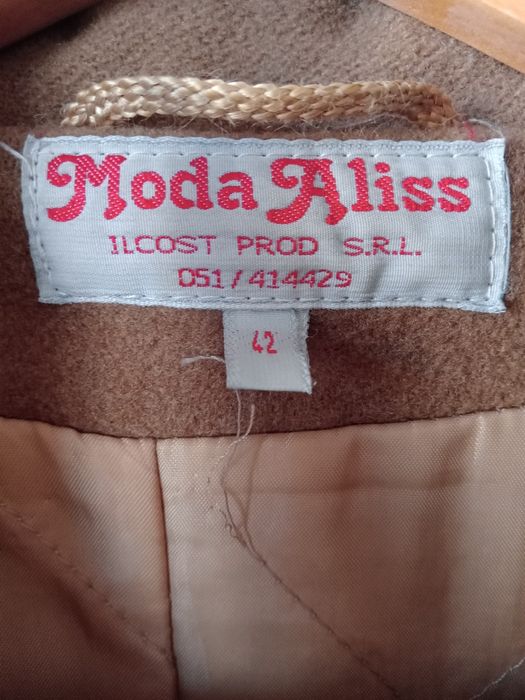 Moda Aliss
ILCOST PROD S.R.L.
051/414429
42